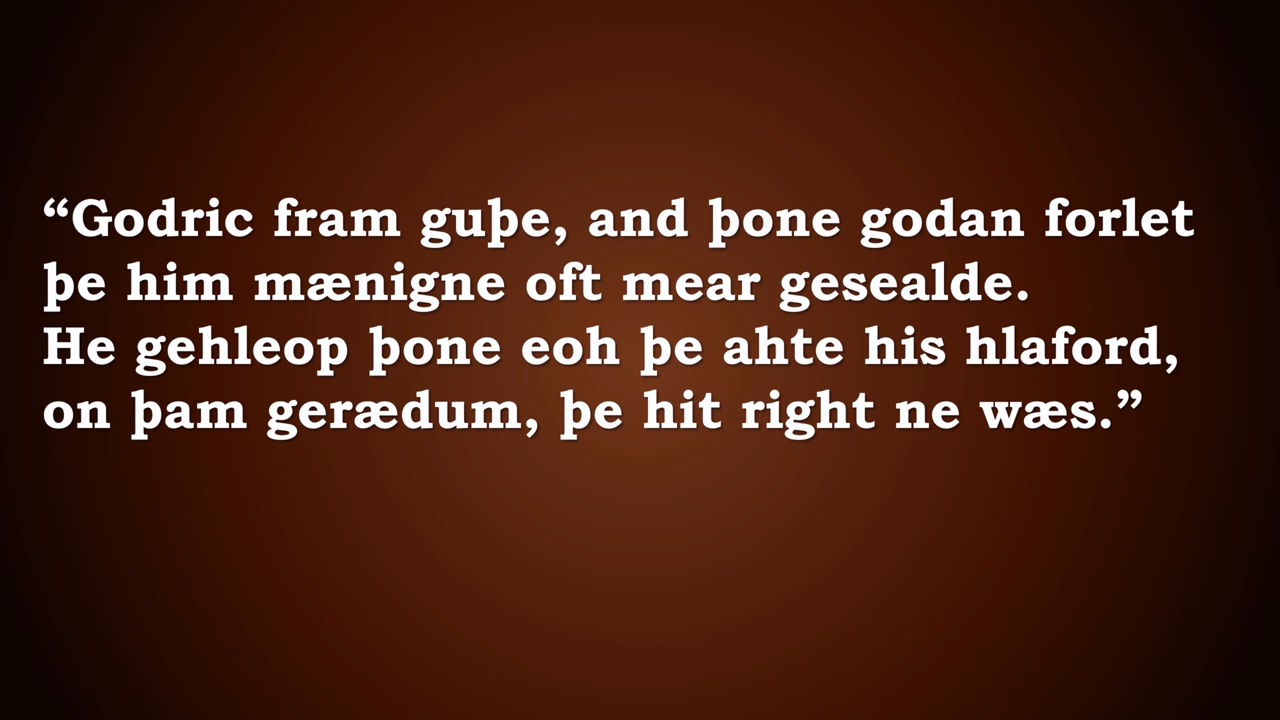 “Godric fram guþe, and þone godan forlet
þe him mænigne oft mear gesealde.
He gehleop þone eoh þe ahte his hlaford,
on þam gerædum, þe hit right ne wæs.”